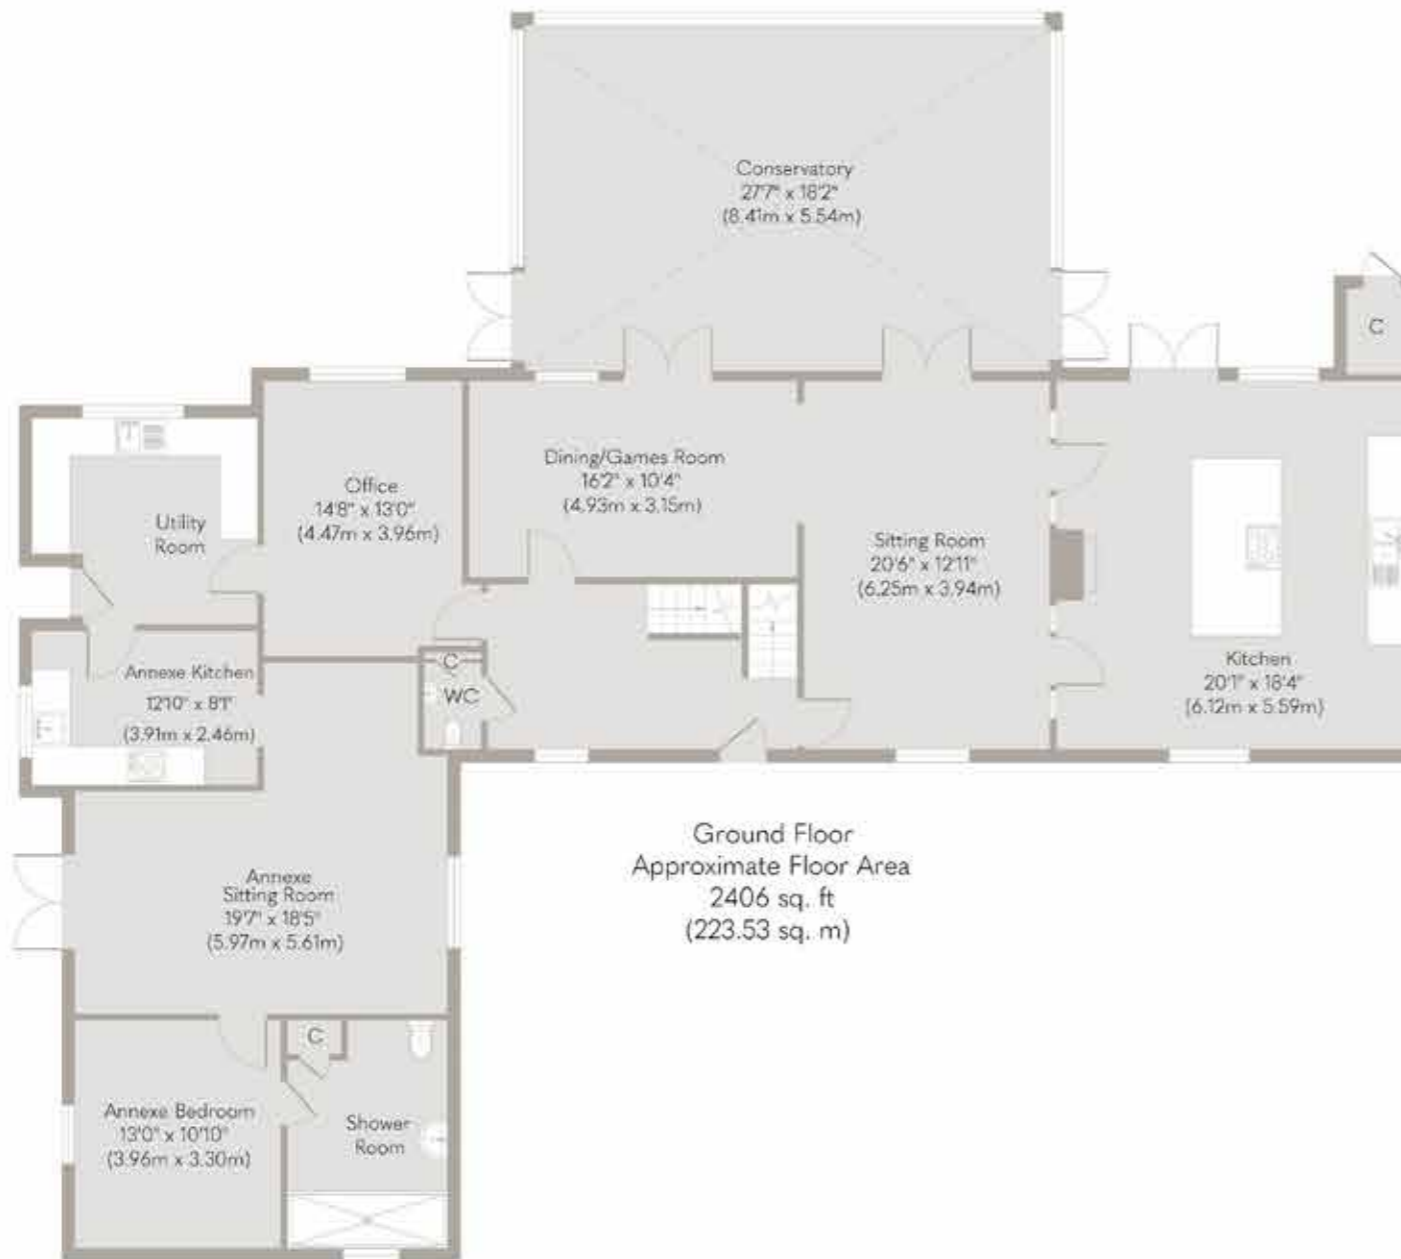 Conservatory
27'7" x 18'2"
(8.41m x 5.54m)
C
Dining/Games Room
16'2" x 10'4"
(4.93m x 3.15m)
Office
14'8" x 13'0"
(4.47m x 3.96m)
Utility
Room
Sitting Room
20'6" x 12'11"
(6.25m x 3.94m)
Kitchen
20'1" x 18'4"
(6.12m x 5.59m)
C
WC
Annexe Kitchen
12'10" x 8'1"
(3.91m x 2.46m)
Ground Floor
Approximate Floor Area
2406 sq. ft
(223.53 sq. m)
Annexe
Sitting Room
19'7" x 18'5"
(5.97m x 5.61m)
C
Annexe Bedroom
13'0" x 10'10"
(3.96m x 3.30m)
Shower
Room